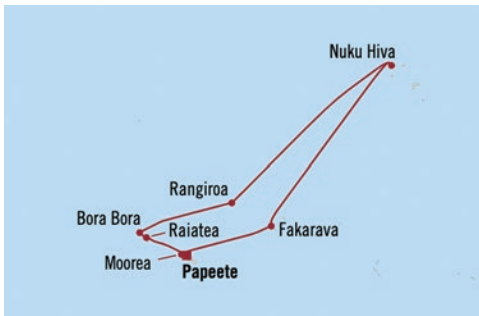 Nuku Hiva
Rangiroa
Bora Bora
Raiatea
Fakarava
Moorea
Papeete